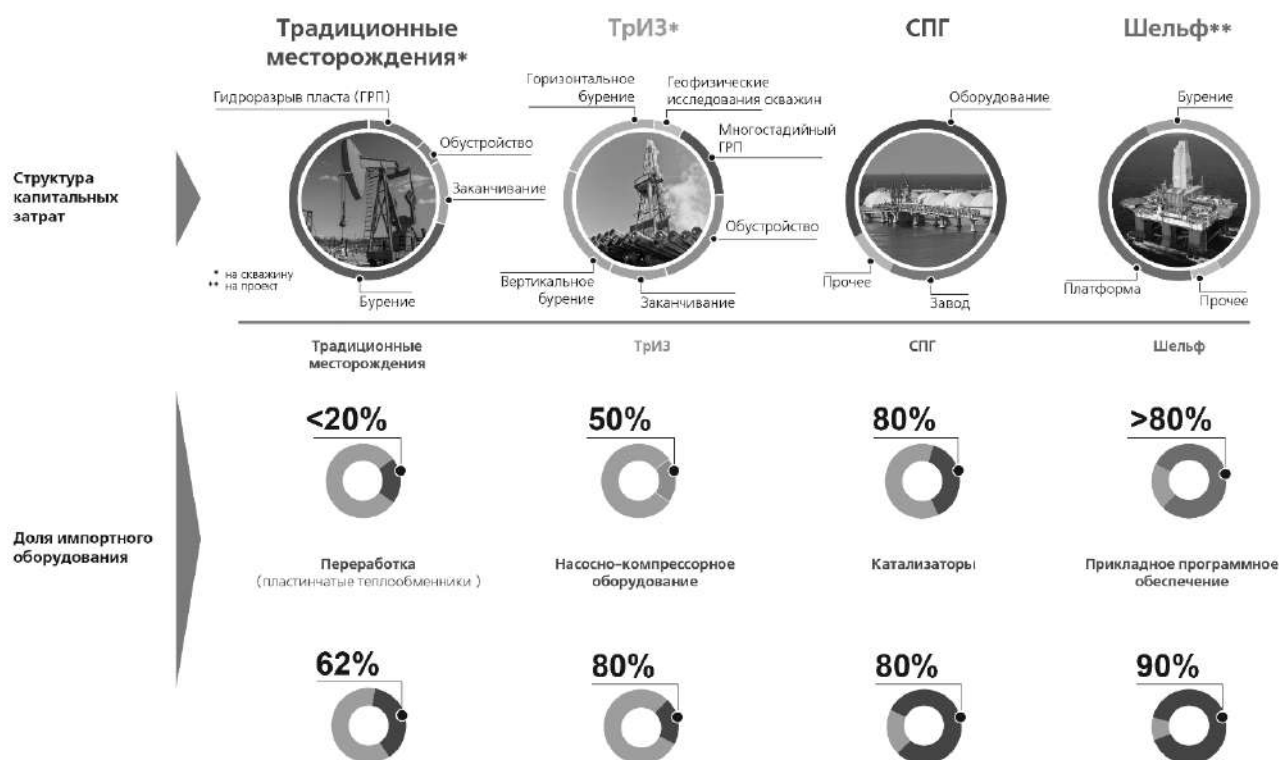 Традиционные
месторождения*
ТрИЗ*
СПГ
Шельф**
Гидроразрыв пласта (ГРП)
Обустройство
Заканчивание
Бурение
Горизонтальное
бурение
Геофизические
исследования скважин
Многостадийный
ГРП
Обустройство
Вертикальное
бурение
Заканчивание
Оборудование
Прочее
Завод
Бурение
Платформа
Прочее
Структура
капитальных
затрат
* на скважину
** на проект
Традиционные
месторождения
ТрИЗ
СПГ
Шельф
<20%
50%
80%
>80%
Доля импортного
оборудования
Переработка
(пластинчатые теплообменники )
Насосно-компрессорное
оборудование
Катализаторы
Прикладное программное
обеспечение
62%
80%
80%
90%